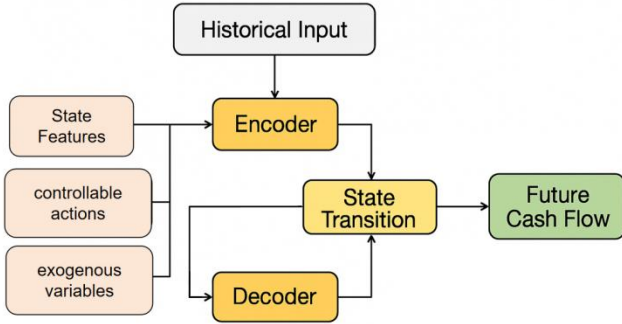 Historical Input
State
Features
Encoder
controllable
actions
State
Transition
Future
Cash Flow
exogenous
variables
Decoder